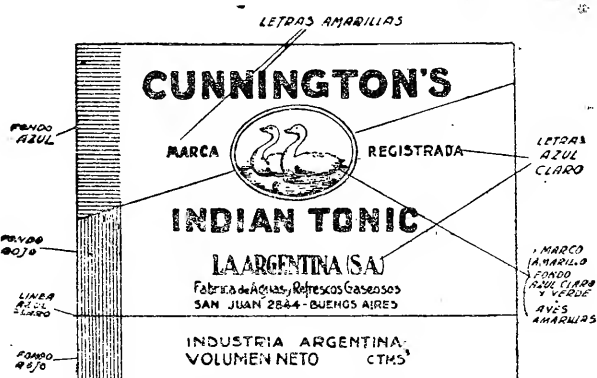 LETRAS AMARILLAS
CUNNINGTON'S
FONDO
AZUL
MARCA REGISTRADA
LETRAS
AZUL
CLARO
INDIAN TONIC
FONDO
ROJO
LA ARGENTINA (S.A.)
Fabrica de Aguas, y Refrescos Gaseosos
SAN JUAN 2844 - BUENOS AIRES
MARCO
AMARILLO
FONDO
AZUL CLARO
Y VERDE
AVES
AMARILLAS
LINEA
AZUL
CLARO
INDUSTRIA ARGENTINA
VOLUMEN NETO CTMS³
FONDO
ROJO